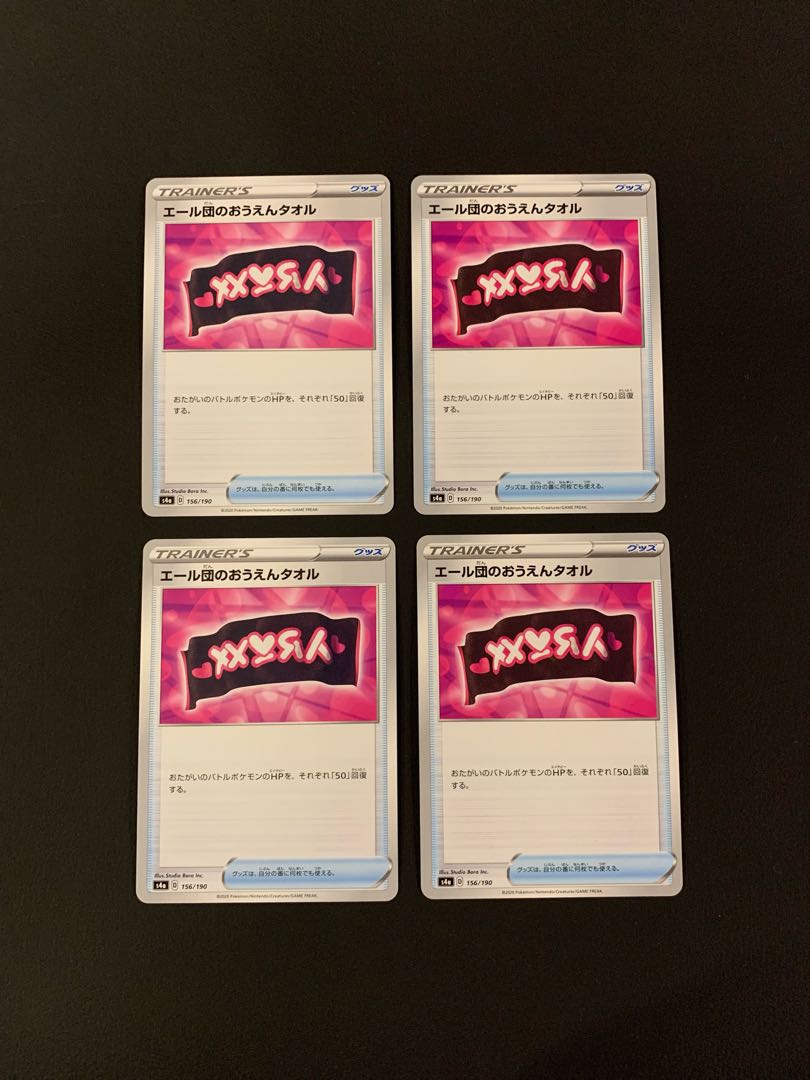 TRAINER'S グッズ
エール団のおうえんタオル
おたがいのバトルポケモンのHPを、それぞれ「50」回復
する。
Illus.Studio Bora Inc.
s4a D 156/190
グッズは、自分の番に何枚でも使える。
©2020 Pokémon/Nintendo/Creatures/GAME FREAK.
TRAINER'S グッズ
エール団のおうえんタオル
おたがいのバトルポケモンのHPを、それぞれ「50」回復
する。
Illus.Studio Bora Inc.
s4a D 156/190
グッズは、自分の番に何枚でも使える。
©2020 Pokémon/Nintendo/Creatures/GAME FREAK.
TRAINER'S グッズ
エール団のおうえんタオル
おたがいのバトルポケモンのHPを、それぞれ「50」回復
する。
Illus.Studio Bora Inc.
s4a D 156/190
グッズは、自分の番に何枚でも使える。
©2020 Pokémon/Nintendo/Creatures/GAME FREAK.
TRAINER'S グッズ
エール団のおうえんタオル
おたがいのバトルポケモンのHPを、それぞれ「50」回復
する。
Illus.Studio Bora Inc.
s4a D 156/190
グッズは、自分の番に何枚でも使える。
©2020 Pokémon/Nintendo/Creatures/GAME FREAK.